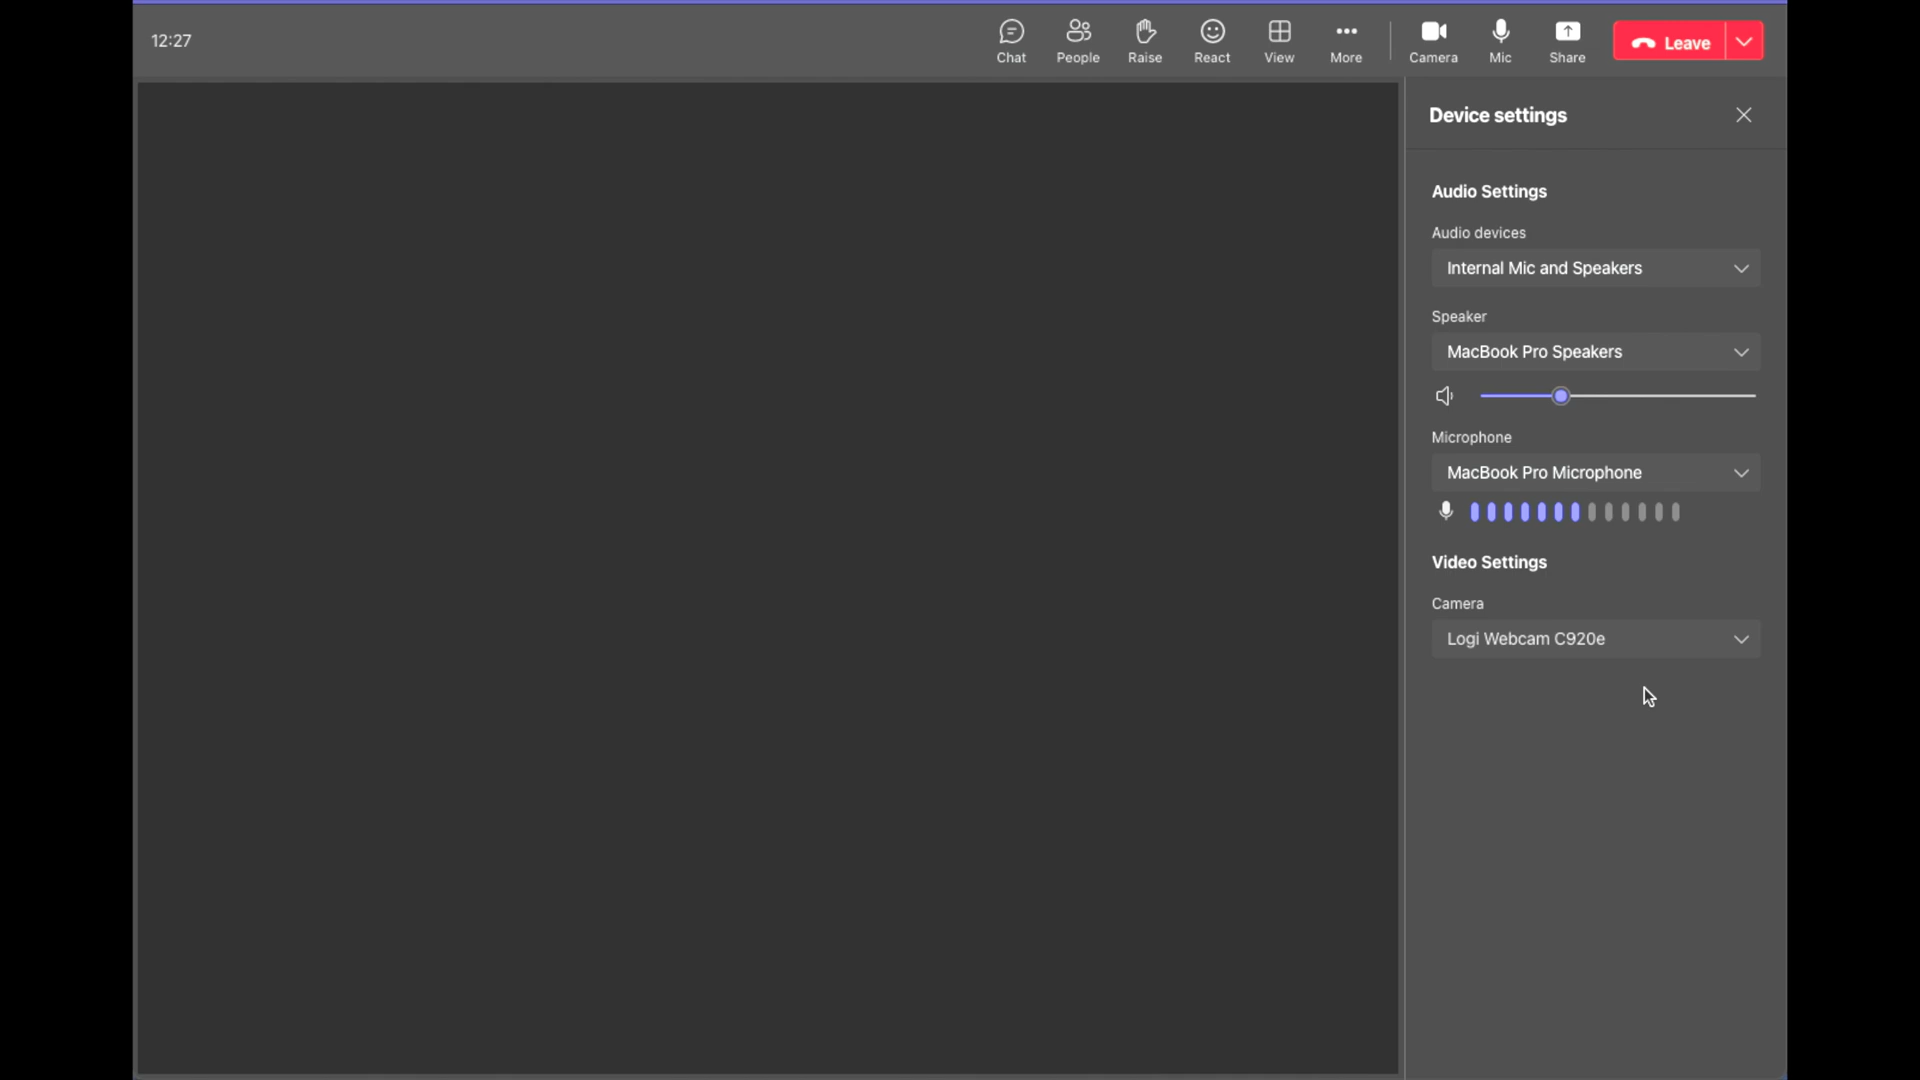 12:27
Chat People Raise React View More Camera Mic Share Leave
Device settings
Audio Settings
Audio devices
Internal Mic and Speakers
Speaker
MacBook Pro Speakers
Microphone
MacBook Pro Microphone
Video Settings
Camera
Logi Webcam C920e